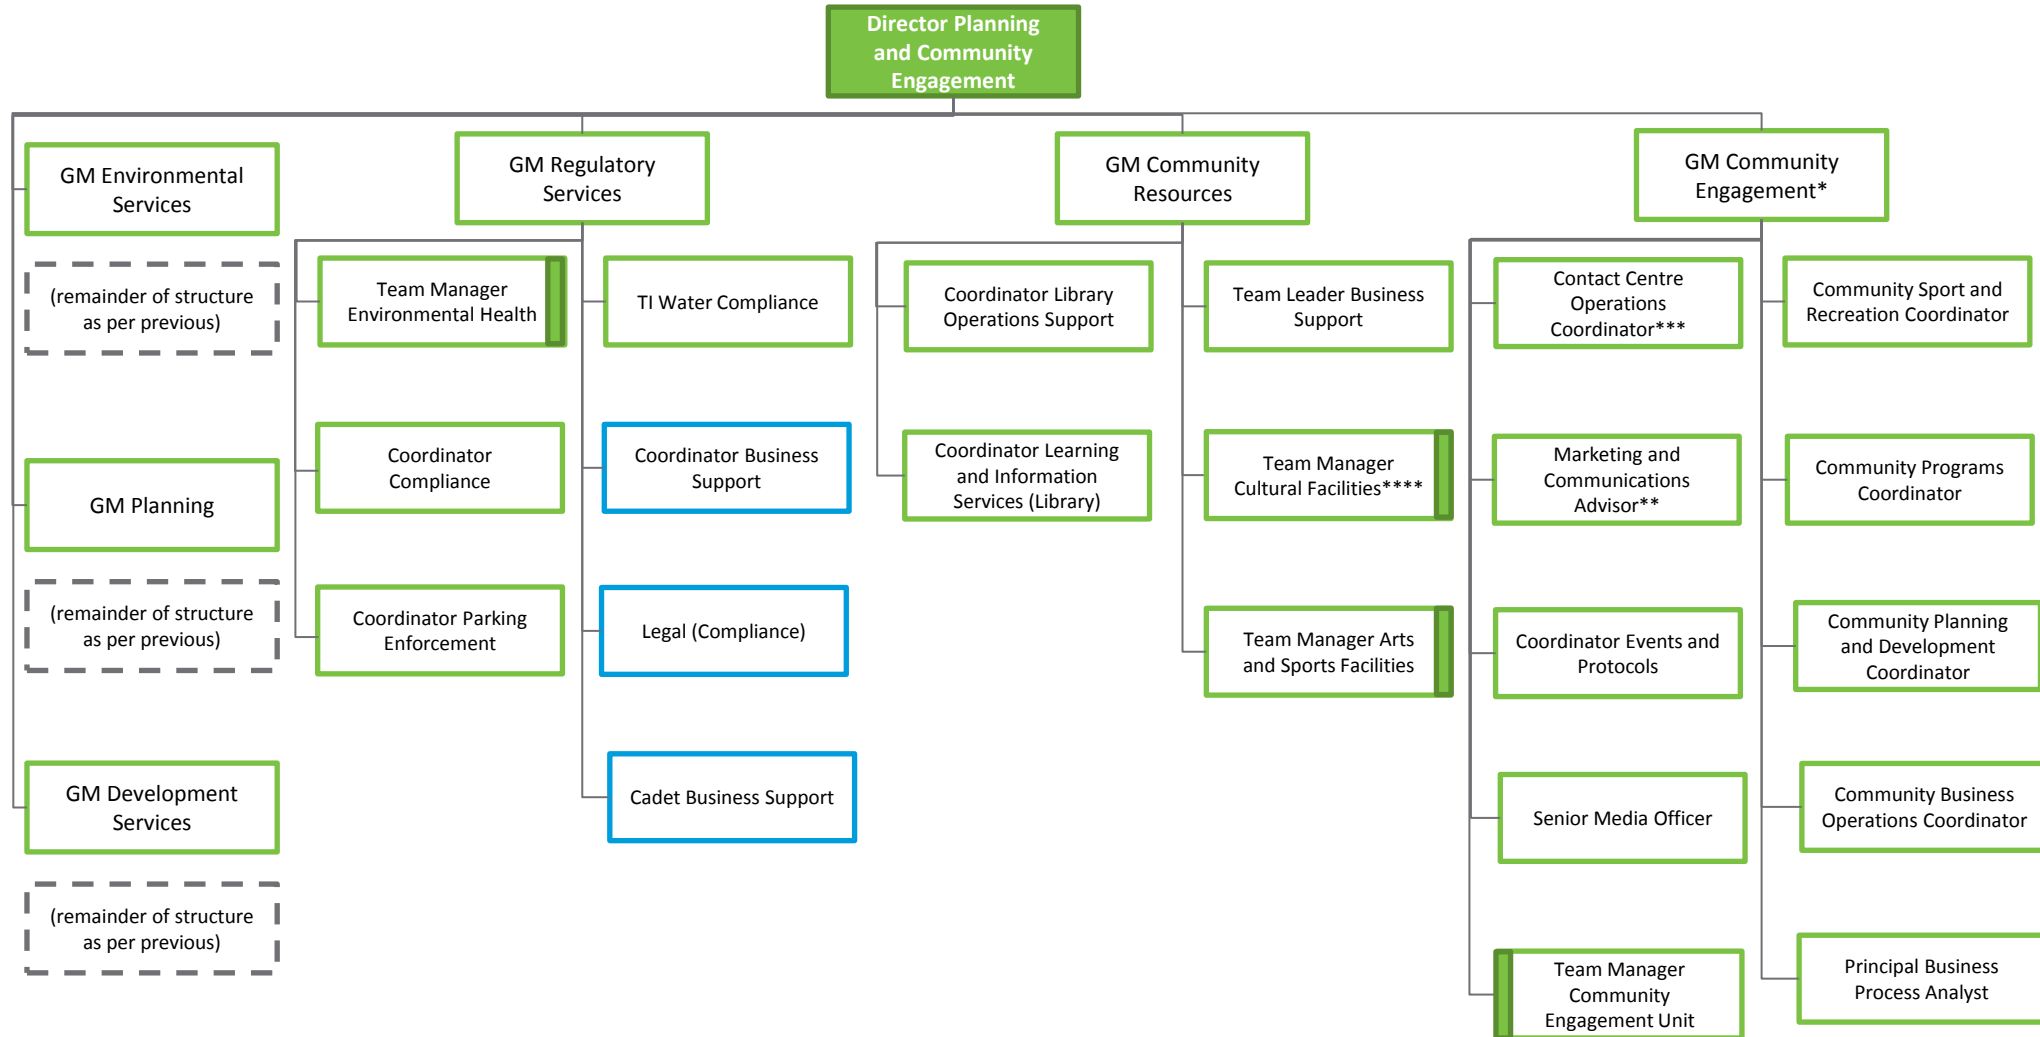 Director Planning
and Community
Engagement
GM Environmental
Services
(remainder of structure
as per previous)
GM Planning
(remainder of structure
as per previous)
GM Development
Services
(remainder of structure
as per previous)
GM Regulatory
Services
Team Manager
Environmental Health
Coordinator
Compliance
Coordinator Parking
Enforcement
TI Water Compliance
Coordinator Business
Support
Legal (Compliance)
Cadet Business Support
GM Community
Resources
Coordinator Library
Operations Support
Coordinator Learning
and Information
Services (Library)
Team Leader Business
Support
Team Manager
Cultural Facilities****
Team Manager Arts
and Sports Facilities
GM Community
Engagement*
Contact Centre
Operations
Coordinator***
Marketing and
Communications
Advisor**
Coordinator Events and
Protocols
Senior Media Officer
Team Manager
Community
Engagement Unit
Community Sport and
Recreation Coordinator
Community Programs
Coordinator
Community Planning
and Development
Coordinator
Community Business
Operations Coordinator
Principal Business
Process Analyst